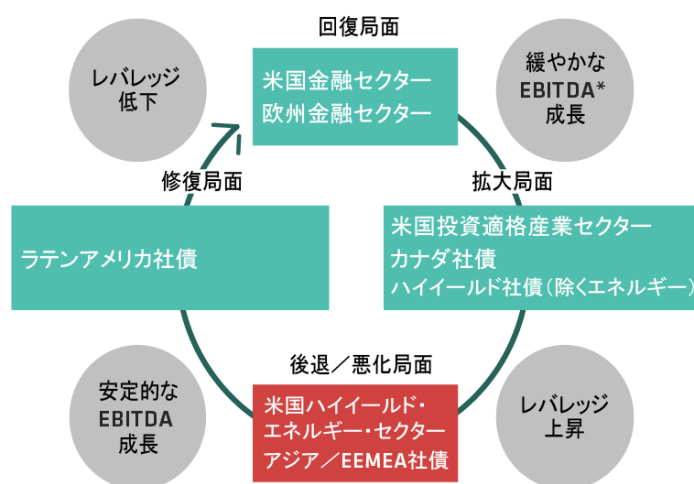 回復局面
レバレッジ
低下
米国金融セクター
欧州金融セクター
緩やかな
EBITDA*
成長
修復局面
拡大局面
ラテンアメリカ社債
米国投資適格産業セクター
カナダ社債
ハイイールド社債（除くエネルギー）
後退／悪化局面
安定的な
EBITDA
成長
米国ハイイールド・
エネルギー・セクター
アジア／EEMEA社債
レバレッジ
上昇